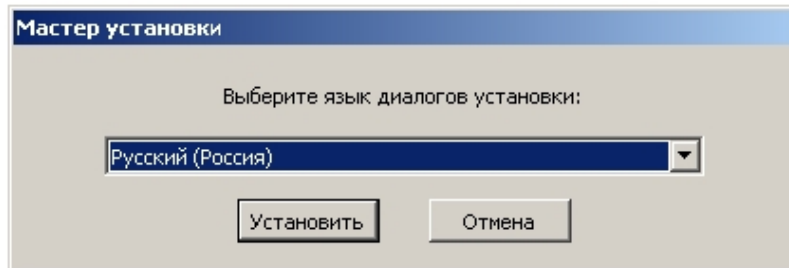 Мастер установки
Выберите язык диалогов установки:
Русский (Россия)
Установить
Отмена